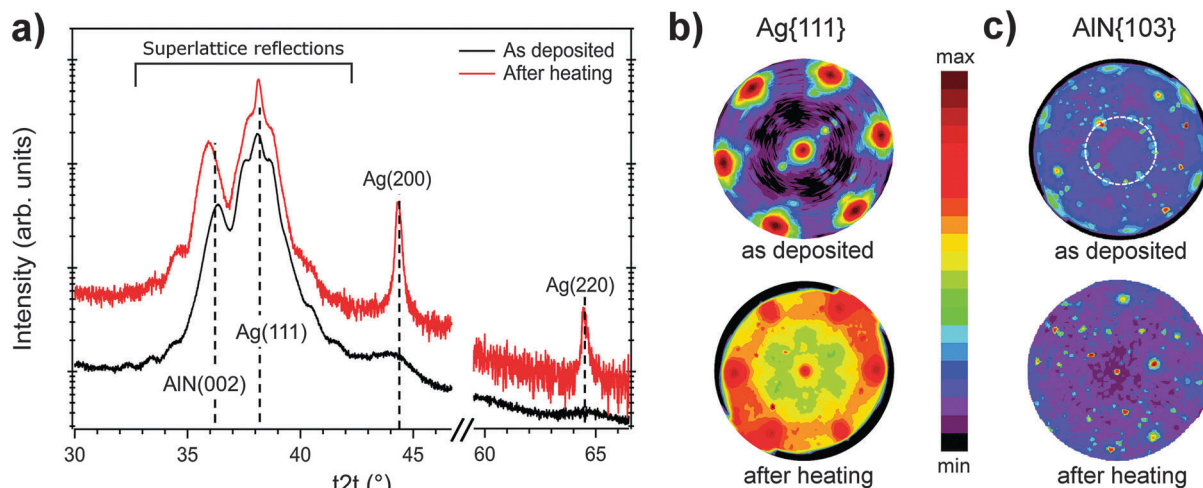 a)
Superlattice reflections
As deposited
After heating
Ag(200)
Ag(220)
Ag(111)
AlN(002)
Intensity (arb. units)
30 35 40 45 60 65
t2t (°)
b) Ag{111}
as deposited
after heating
max
min
c) AlN{103}
as deposited
after heating